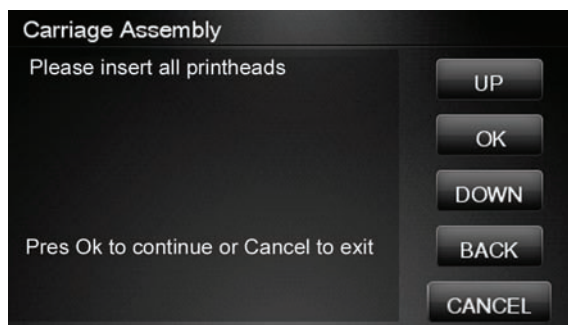 Carriage Assembly
Please insert all printheads
UP
OK
DOWN
Pres Ok to continue or Cancel to exit
BACK
CANCEL